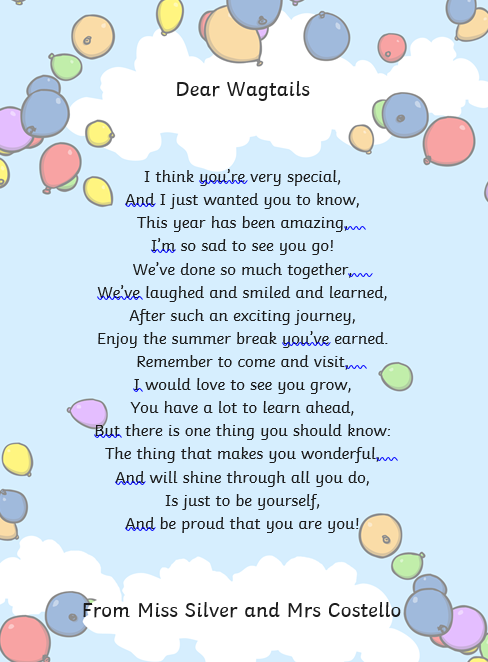 Dear Wagtails
I think you're very special,
And I just wanted you to know,
This year has been amazing,
I'm so sad to see you go!
We've done so much together,
We've laughed and smiled and learned,
After such an exciting journey,
Enjoy the summer break you've earned.
Remember to come and visit,
I would love to see you grow,
You have a lot to learn ahead,
But there is one thing you should know:
The thing that makes you wonderful,
And will shine through all you do,
Is just to be yourself,
And be proud that you are you!
From Miss Silver and Mrs Costello